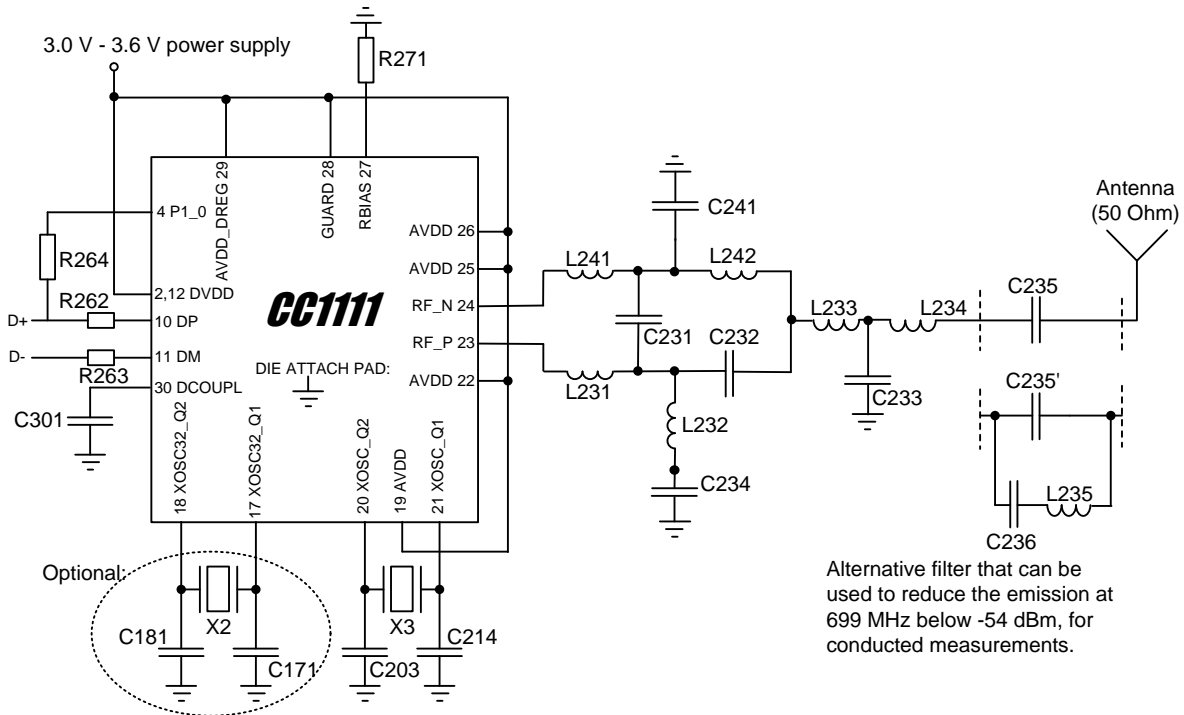 3.0 V - 3.6 V power supply
R271
AVDD_DREG 29
GUARD 28
RBIAS 27
4 P1_0
R264
2,12 DVDD
R262
D+
10 DP
D-
11 DM
R263
30 DCOUPL
C301
CC1111
DIE ATTACH PAD:
AVDD 26
AVDD 25
RF_N 24
RF_P 23
AVDD 22
18 XOSC32_Q2
17 XOSC32_Q1
20 XOSC_Q2
19 AVDD
21 XOSC_Q1
Optional:
C181
X2
C171
X3
C203
C214
C241
L241
L242
C231
C232
L231
L232
C234
L233
L234
C233
Antenna
(50 Ohm)
C235
C235'
L235
C236
Alternative filter that can be
used to reduce the emission at
699 MHz below -54 dBm, for
conducted measurements.